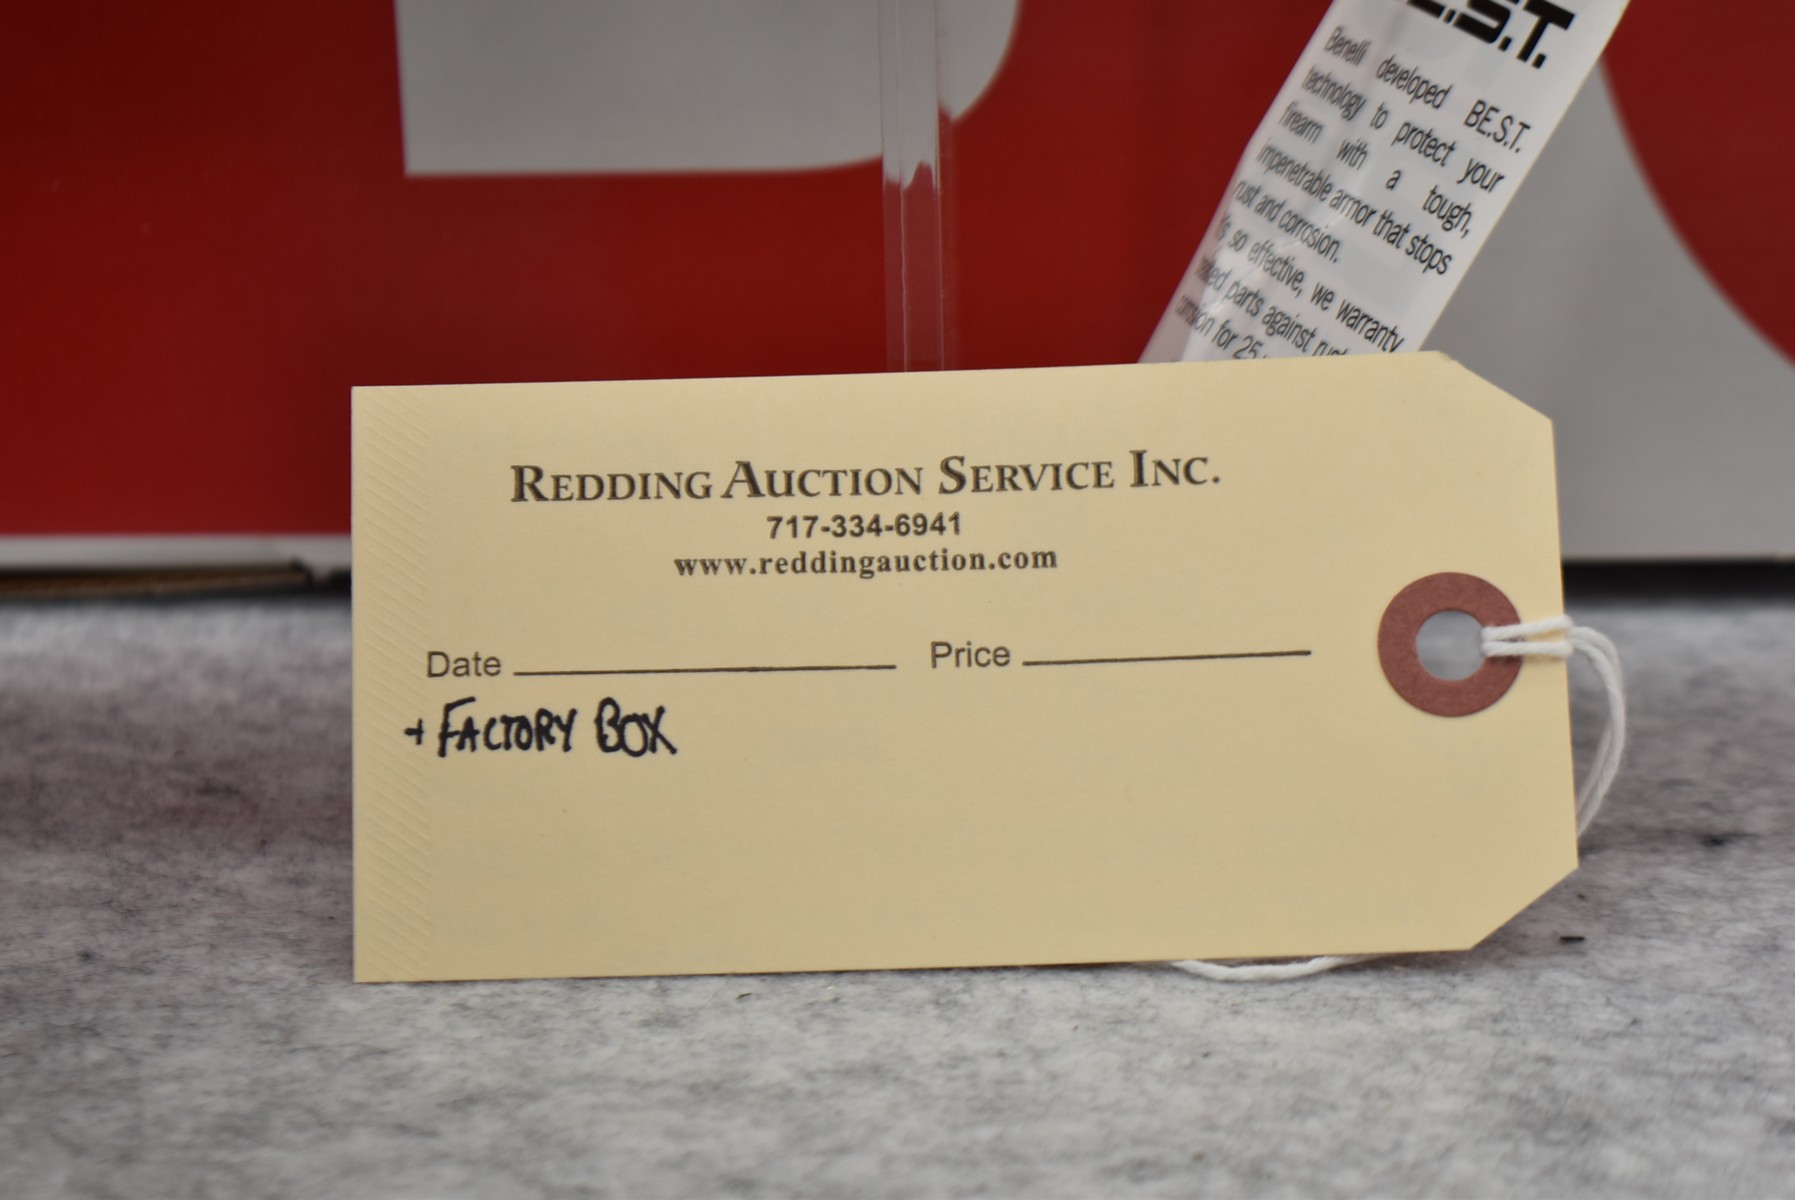 .S.T.
Benelli developed BE.S.T.
technology to protect your
firearm with a tough,
impenetrable armor that stops
rust and corrosion.
so effective, we warranty
parts against
for 25
REDDING AUCTION SERVICE INC.
717-334-6941
www.reddingauction.com
Date Price
+ FACTORY BOX